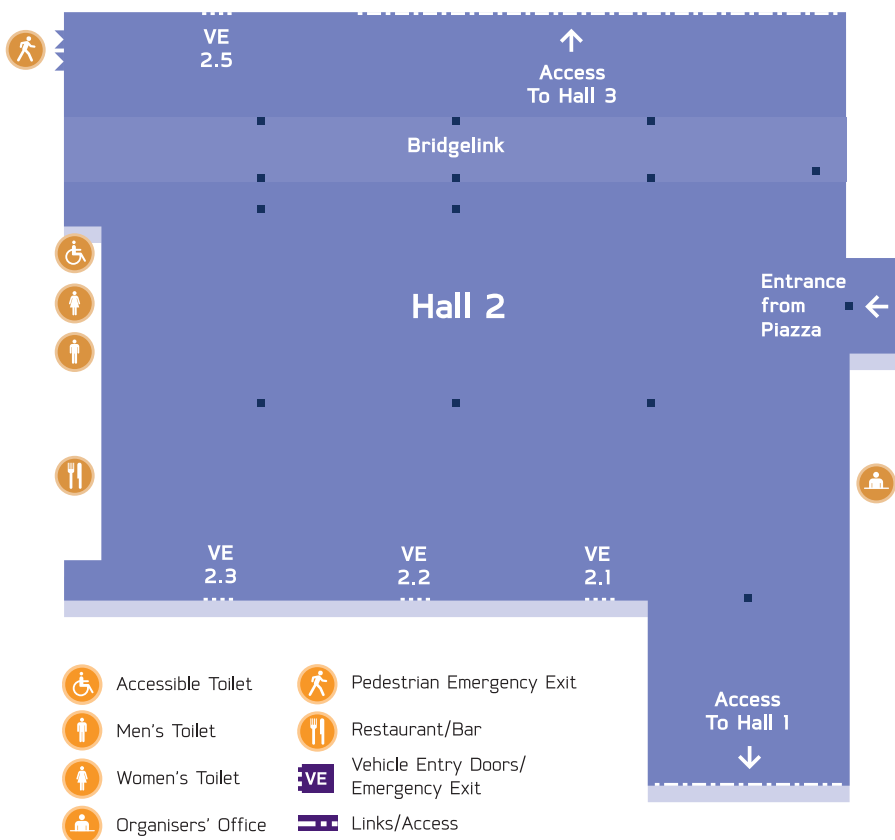 VE
2.5
Access
To Hall 3
Bridgelink
Hall 2
Entrance
from
Piazza
VE
2.3
VE
2.2
VE
2.1
Access
To Hall 1
Accessible Toilet
Men's Toilet
Women's Toilet
Organisers' Office
Pedestrian Emergency Exit
Restaurant/Bar
VE
Vehicle Entry Doors/
Emergency Exit
Links/Access